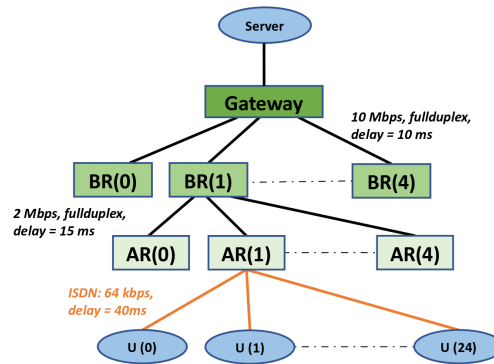 Server
Gateway
10 Mbps, fullduplex,
delay = 10 ms
BR(0)
BR(1)
BR(4)
2 Mbps, fullduplex,
delay = 15 ms
AR(0)
AR(1)
AR(4)
ISDN: 64 kbps,
delay = 40ms
U (0)
U (1)
U (24)